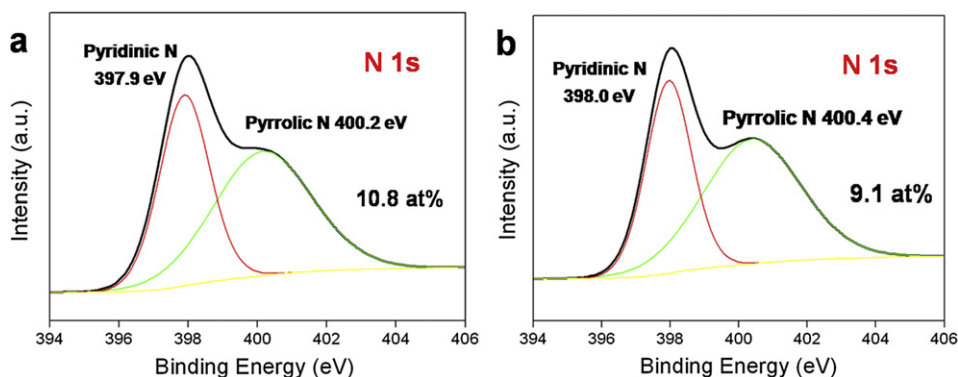 a
Pyridinic N
397.9 eV
N 1s
Pyrrolic N 400.2 eV
10.8 at%
Intensity (a.u.)
394 396 398 400 402 404 406
Binding Energy (eV)
b
Pyridinic N
398.0 eV
N 1s
Pyrrolic N 400.4 eV
9.1 at%
Intensity (a.u.)
394 396 398 400 402 404 406
Binding Energy (eV)